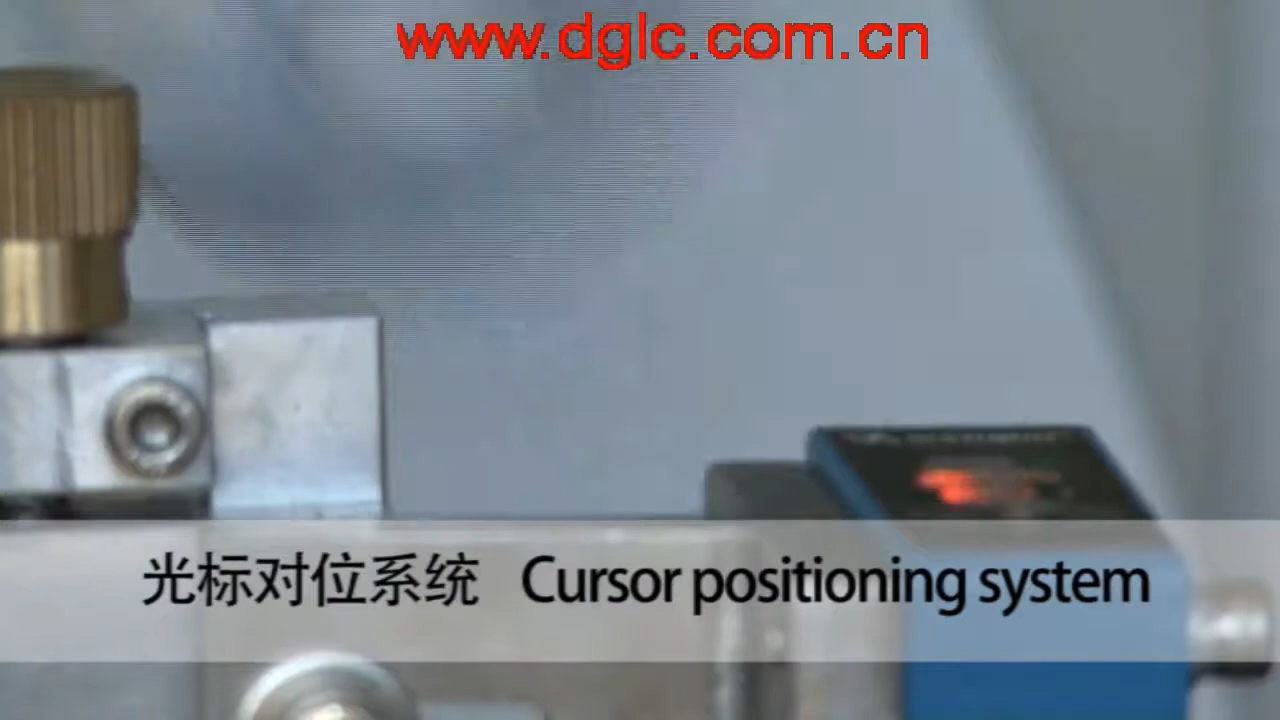 www.dglc.com.cn
光标对位系统 Cursor positioning system